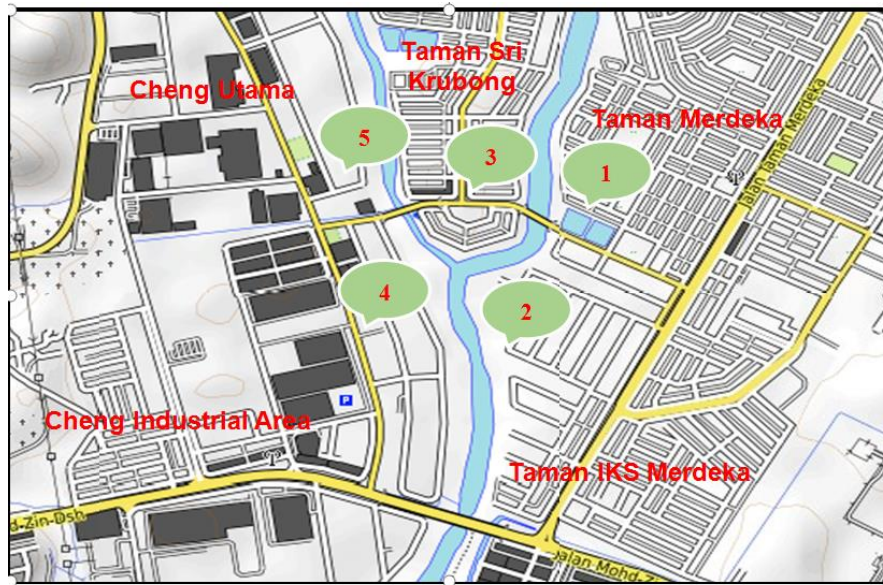 Taman Sri
Krubong
Cheng Utama
Taman Merdeka
Jalan Taman Merdeka
5
3
1
4
2
P
Cheng Industrial Area
Taman IKS Merdeka
d-Zin-Dsh
Jalan Mohd-Z